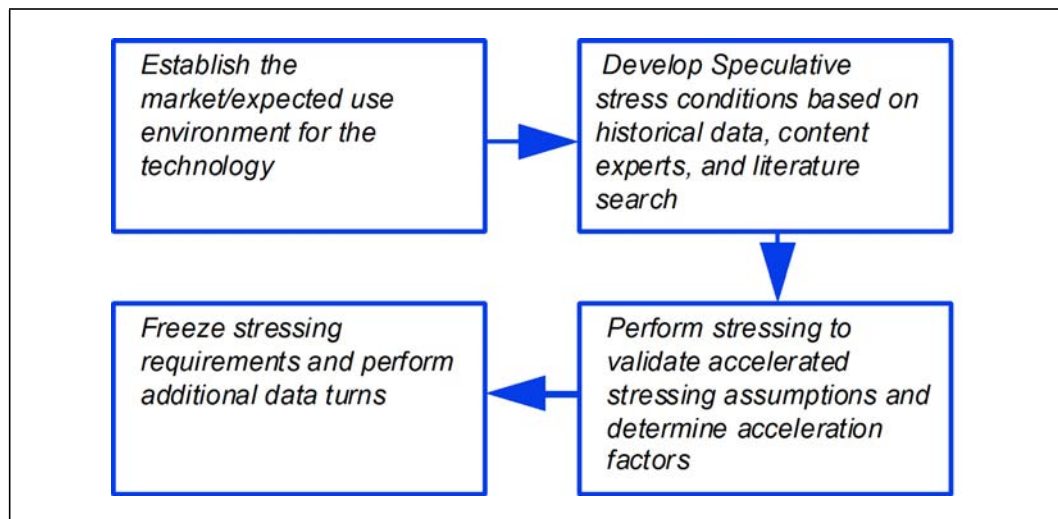 Establish the
market/expected use
environment for the
technology
Develop Speculative
stress conditions based on
historical data, content
experts, and literature
search
Perform stressing to
validate accelerated
stressing assumptions and
determine acceleration
factors
Freeze stressing
requirements and perform
additional data turns